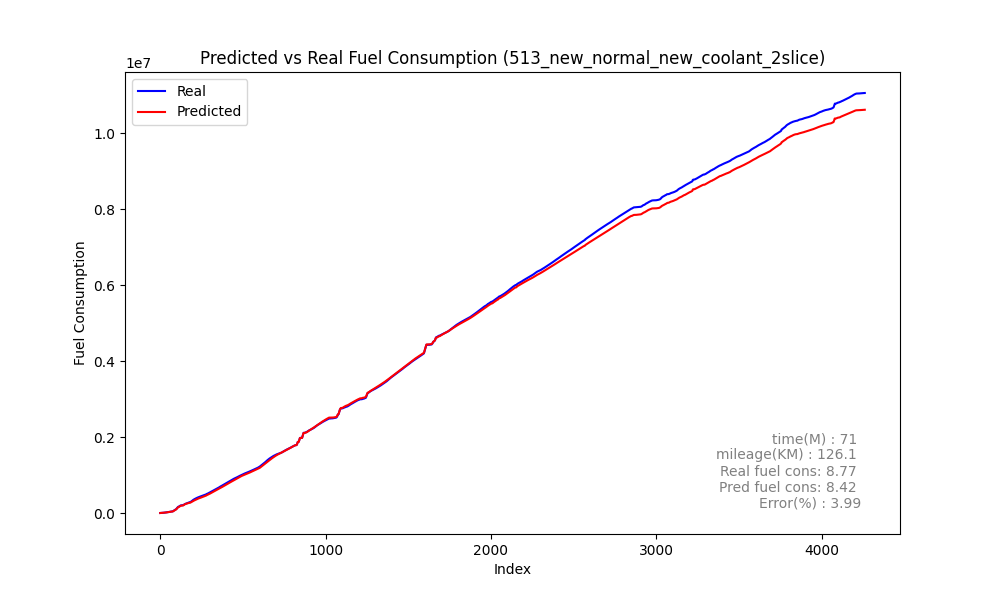 Predicted vs Real Fuel Consumption (513_new_normal_new_coolant_2slice)
1e7
Real
Predicted
1.0
0.8
0.6
0.4
0.2
0.0
Fuel Consumption
time(M) : 71
mileage(KM) : 126.1
Real fuel cons: 8.77
Pred fuel cons: 8.42
Error(%) : 3.99
0 1000 2000 3000 4000
Index